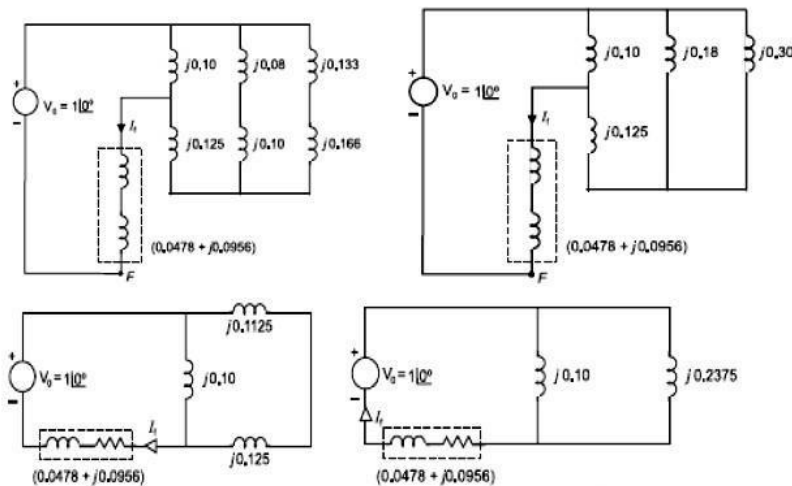 j0.10
j0.08
j0.133
+
V₀ = 1|0°
−
I_f
j0.125
j0.10
j0.166
(0.0478 + j0.0956)
F
j0.10
j0.18
j0.30
+
V₀ = 1|0°
−
I_f
j0.125
(0.0478 + j0.0956)
F
j0.1125
+
V₀ = 1|0°
−
j0.10
I_f
j0.125
(0.0478 + j0.0956)
+
V₀ = 1|0°
−
j0.10
j0.2375
I_f
(0.0478 + j0.0956)